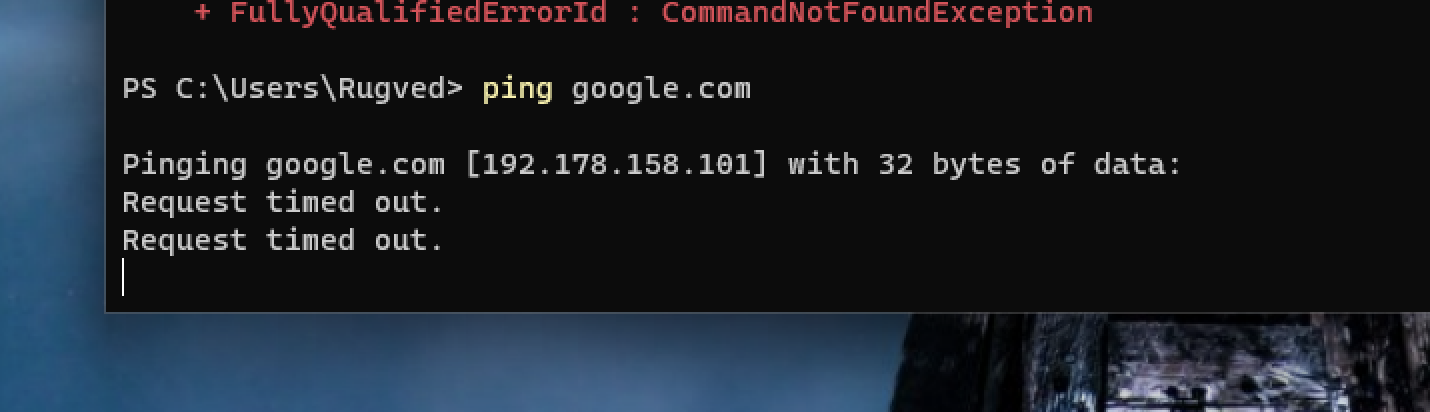 + FullyQualifiedErrorId : CommandNotFoundException
PS C:\Users\Rugved> ping google.com
Pinging google.com [192.178.158.101] with 32 bytes of data:
Request timed out.
Request timed out.